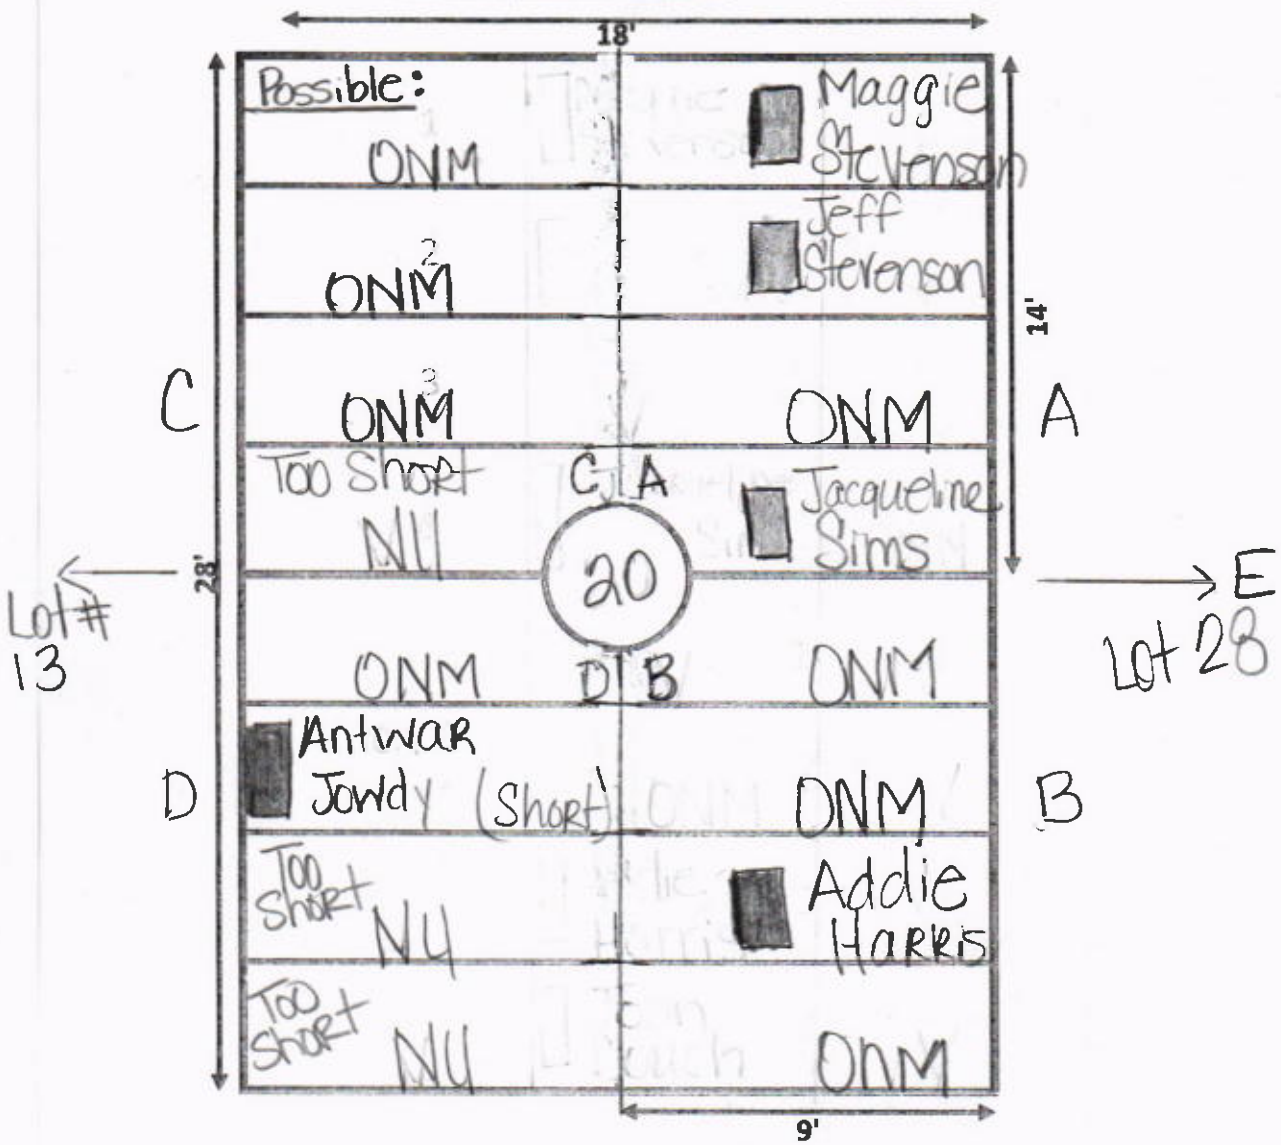 18'
Possible:
ONM
Maggie
Stevenson
2
ONM
Jeff
Stevenson
14'
3
ONM
ONM
C
A
Too Short
NU
C A
Jacqueline
Sims
28'
20
E
Lot #
13
Lot 28
ONM
D B
ONM
D
Antwar
Jowdy (Short)
ONM
B
Too
Short
NU
Addie
Harris
Too
Short
NU
OnM
9'